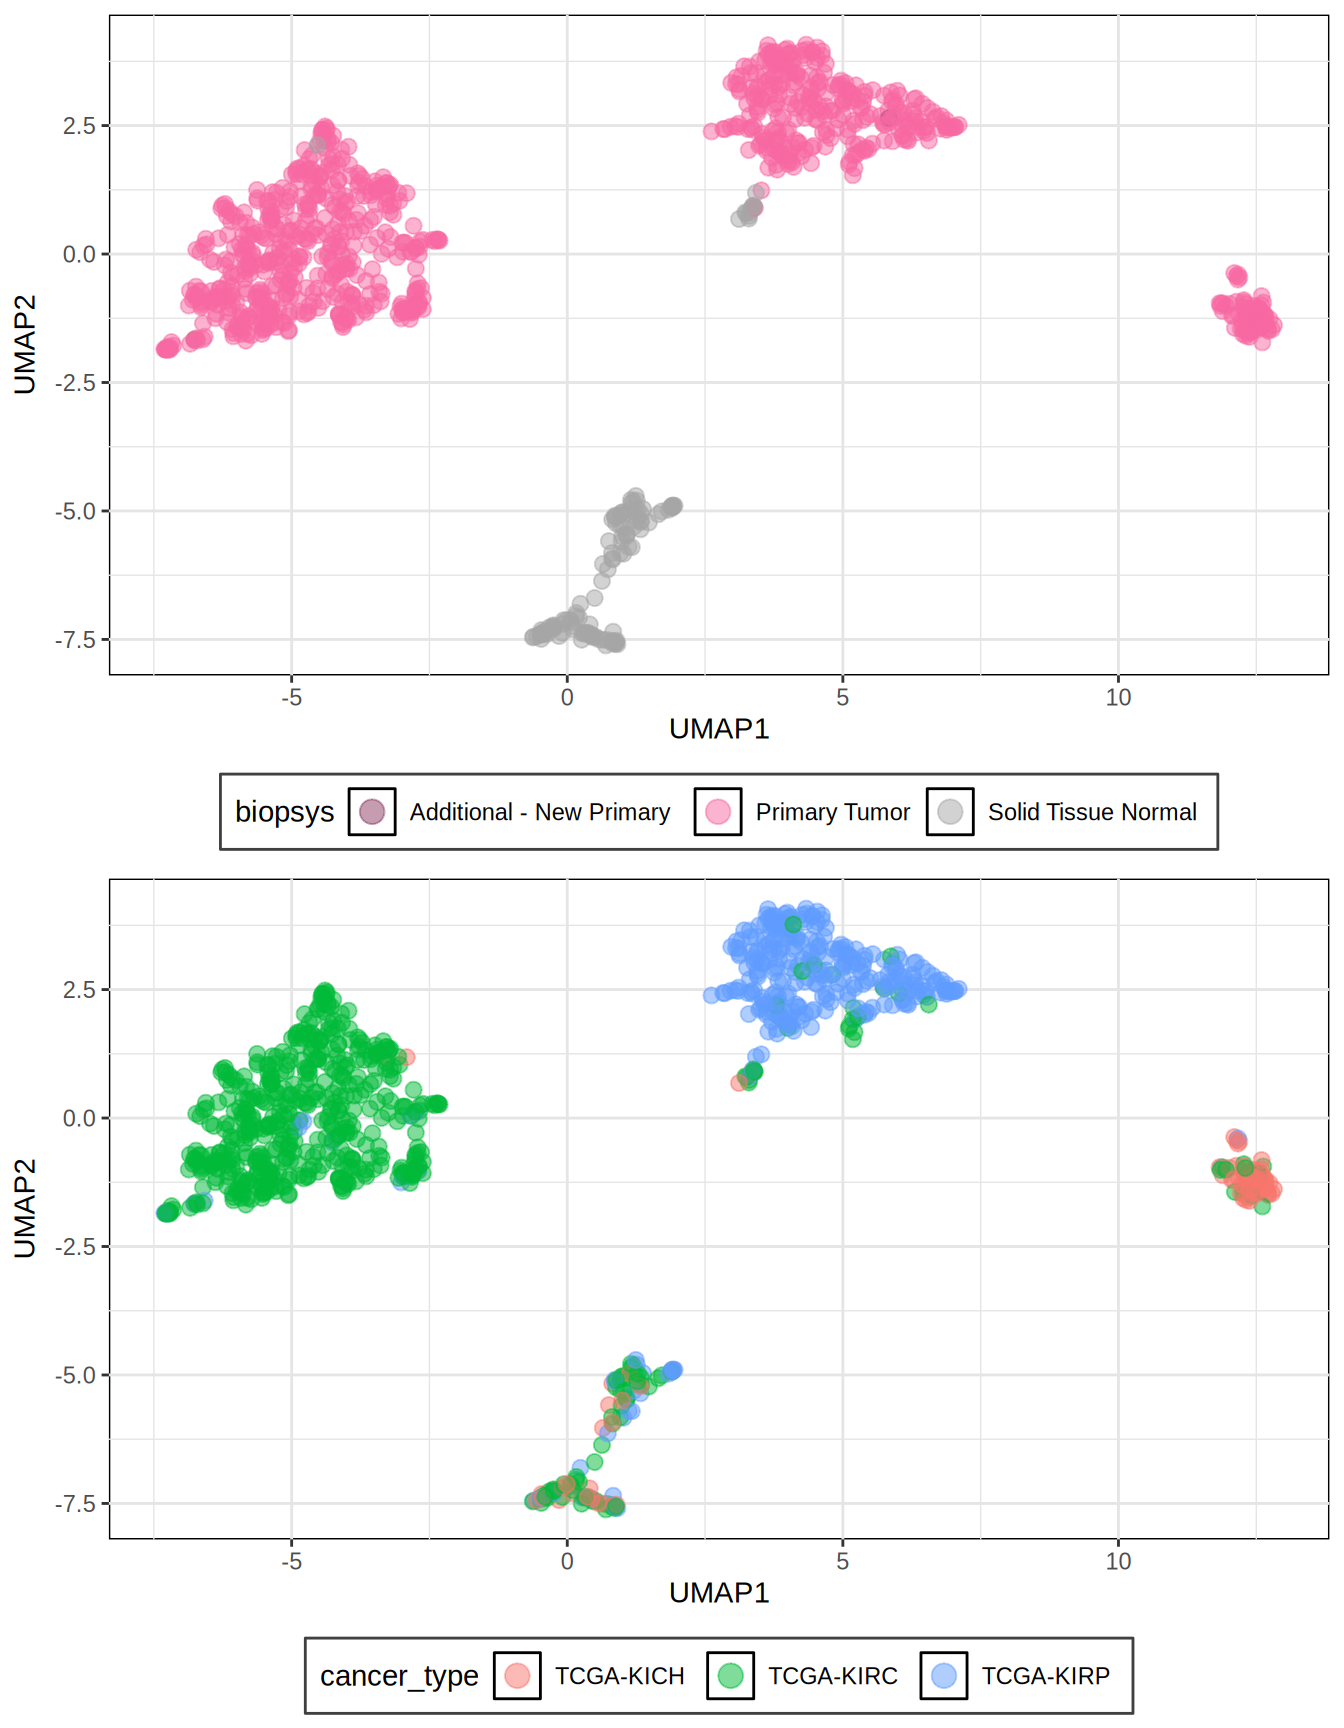 2.5
0.0
-2.5
-5.0
-7.5
UMAP2
-5 0 5 10
UMAP1
biopsys Additional - New Primary Primary Tumor Solid Tissue Normal
2.5
0.0
-2.5
-5.0
-7.5
UMAP2
-5 0 5 10
UMAP1
cancer_type TCGA-KICH TCGA-KIRC TCGA-KIRP